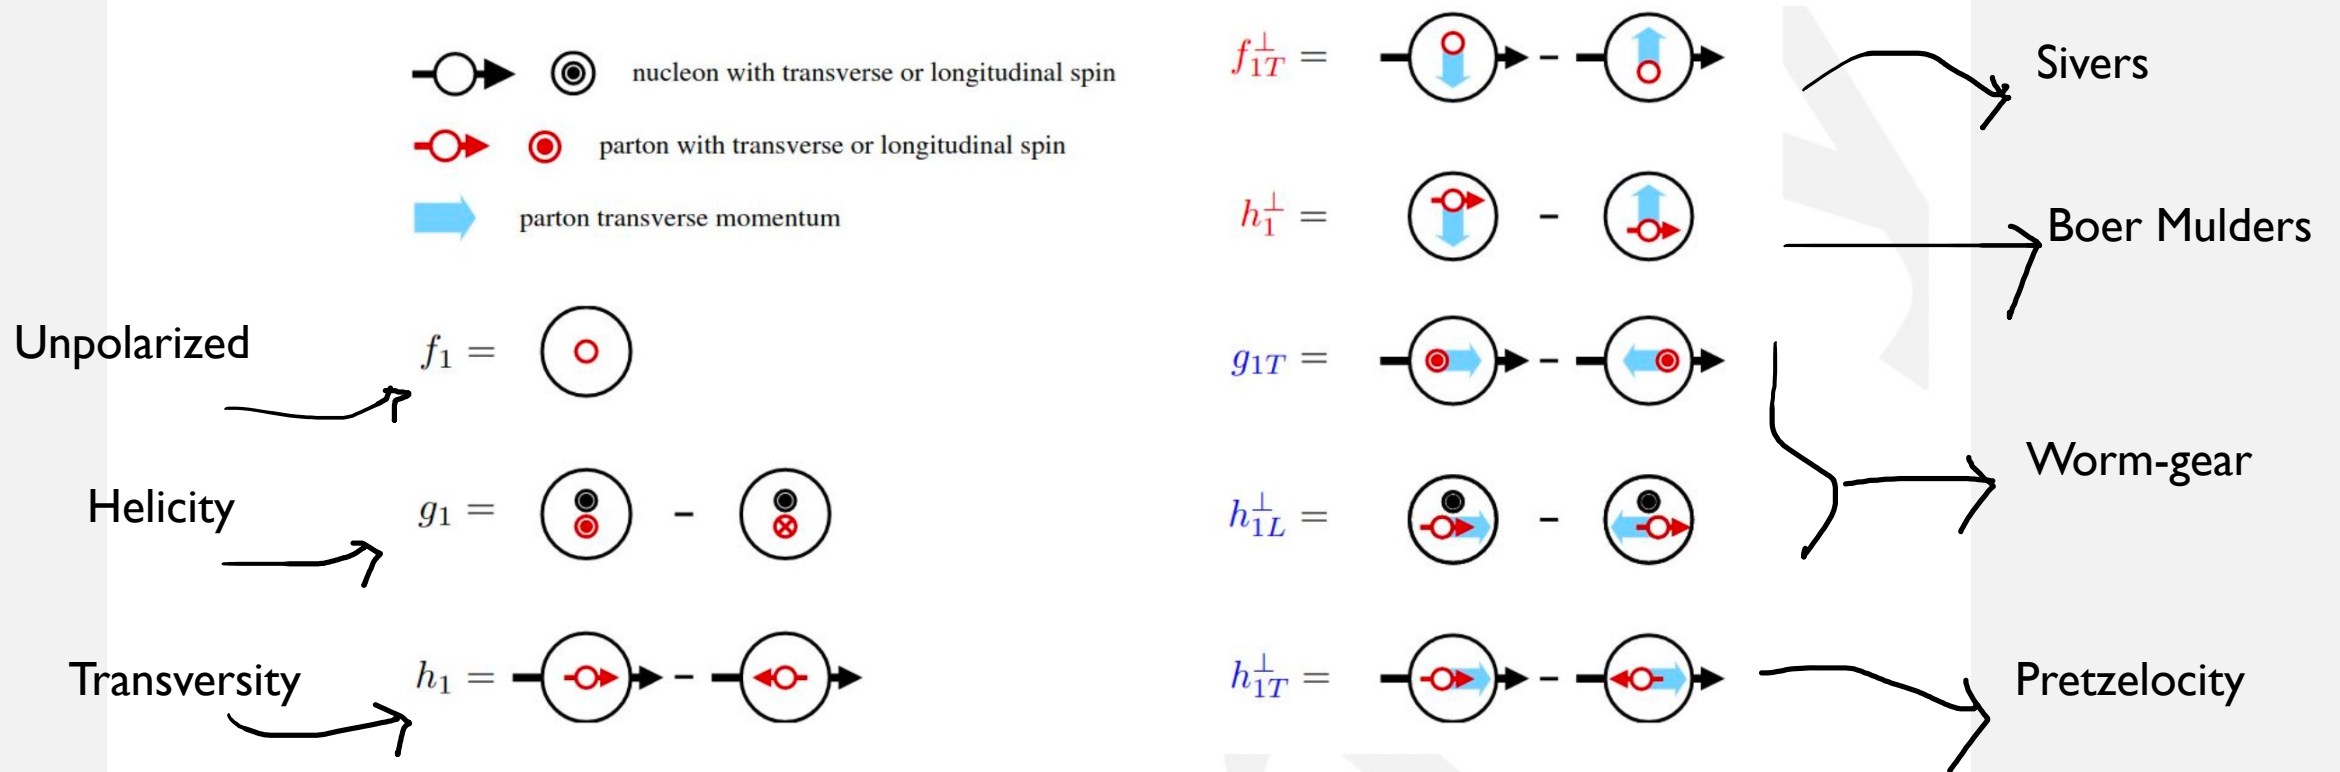 nucleon with transverse or longitudinal spin
parton with transverse or longitudinal spin
parton transverse momentum
Unpolarized
f₁ =
Helicity
g₁ =
-
Transversity
h₁ =
-
f⊥1T =
-
Sivers
h⊥1 =
-
Boer Mulders
g1T =
-
h⊥1L =
-
Worm-gear
h⊥1T =
-
Pretzelocity